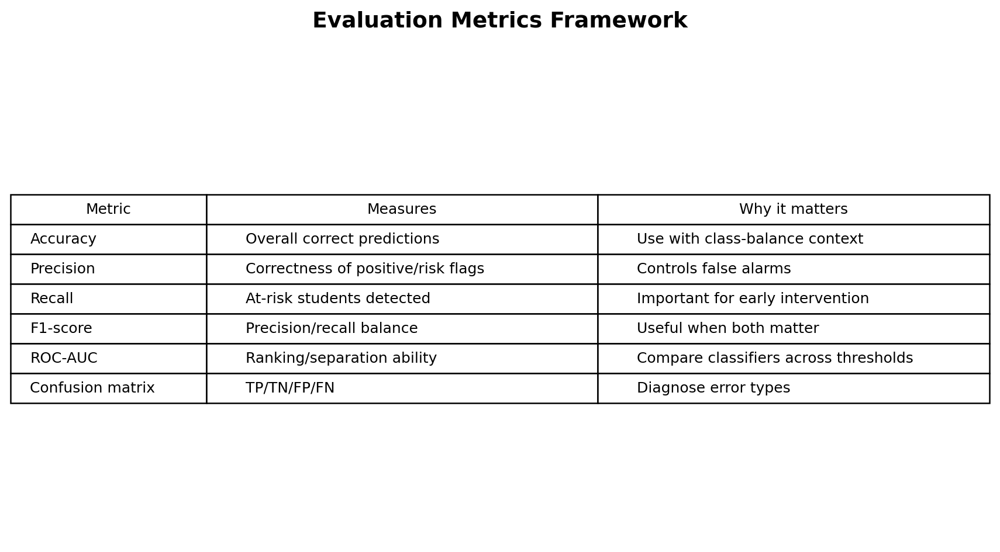 Evaluation Metrics Framework
Metric Measures Why it matters
Accuracy Overall correct predictions Use with class-balance context
Precision Correctness of positive/risk flags Controls false alarms
Recall At-risk students detected Important for early intervention
F1-score Precision/recall balance Useful when both matter
ROC-AUC Ranking/separation ability Compare classifiers across thresholds
Confusion matrix TP/TN/FP/FN Diagnose error types